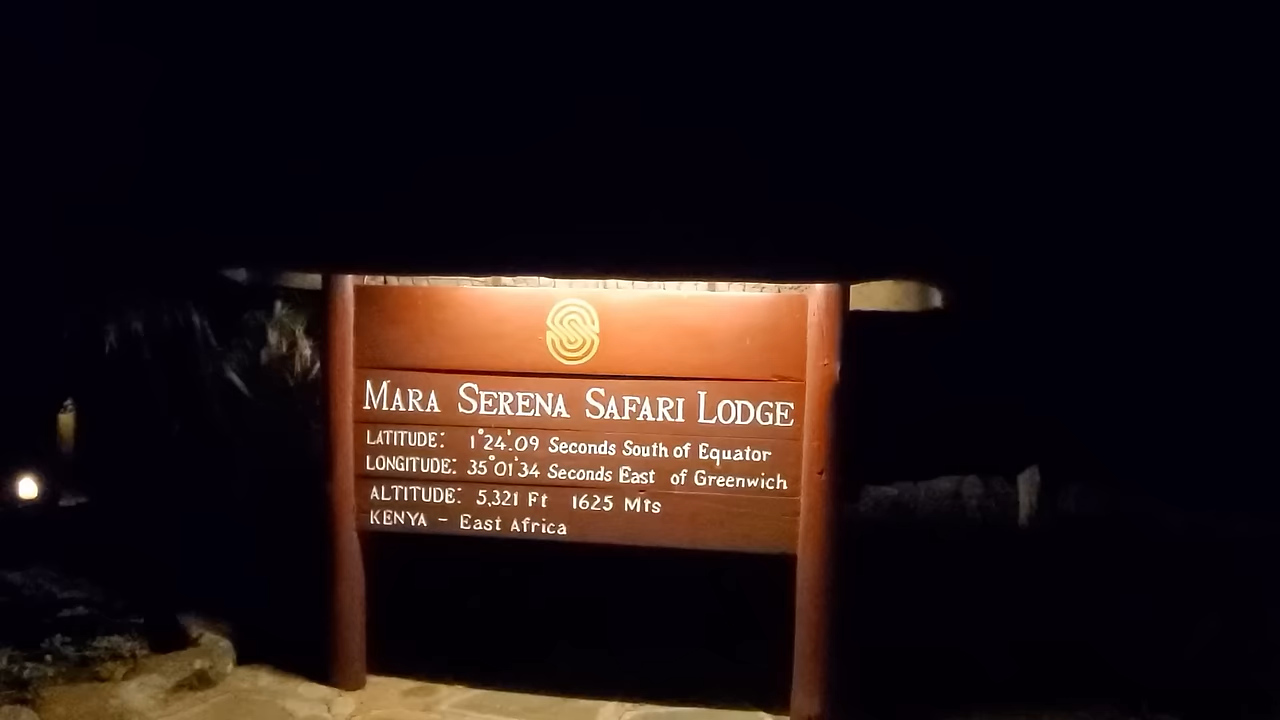 MARA SERENA SAFARI LODGE
LATITUDE: 1°24'.09 Seconds South of Equator
LONGITUDE: 35°01'34 Seconds East of Greenwich
ALTITUDE: 5,321 Ft 1625 Mts
KENYA - East Africa